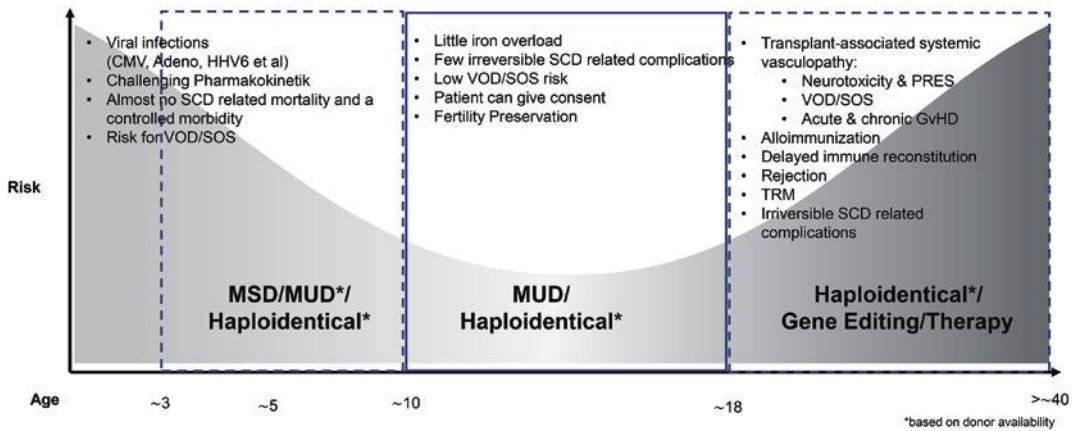 • Viral infections
(CMV, Adeno, HHV6 et al)
• Challenging Pharmakokinetik
• Almost no SCD related mortality and a
controlled morbidity
• Risk for VOD/SOS
• Little iron overload
• Few irreversible SCD related complications
• Low VOD/SOS risk
• Patient can give consent
• Fertility Preservation
• Transplant-associated systemic
vasculopathy:
• Neurotoxicity & PRES
• VOD/SOS
• Acute & chronic GvHD
• Alloimmunization
• Delayed immune reconstitution
• Rejection
• TRM
• Irriversible SCD related
complications
Risk
MSD/MUD*/
Haploidentical*
MUD/
Haploidentical*
Haploidentical*/
Gene Editing/Therapy
Age
~3
~5
~10
~18
>~40
*based on donor availability